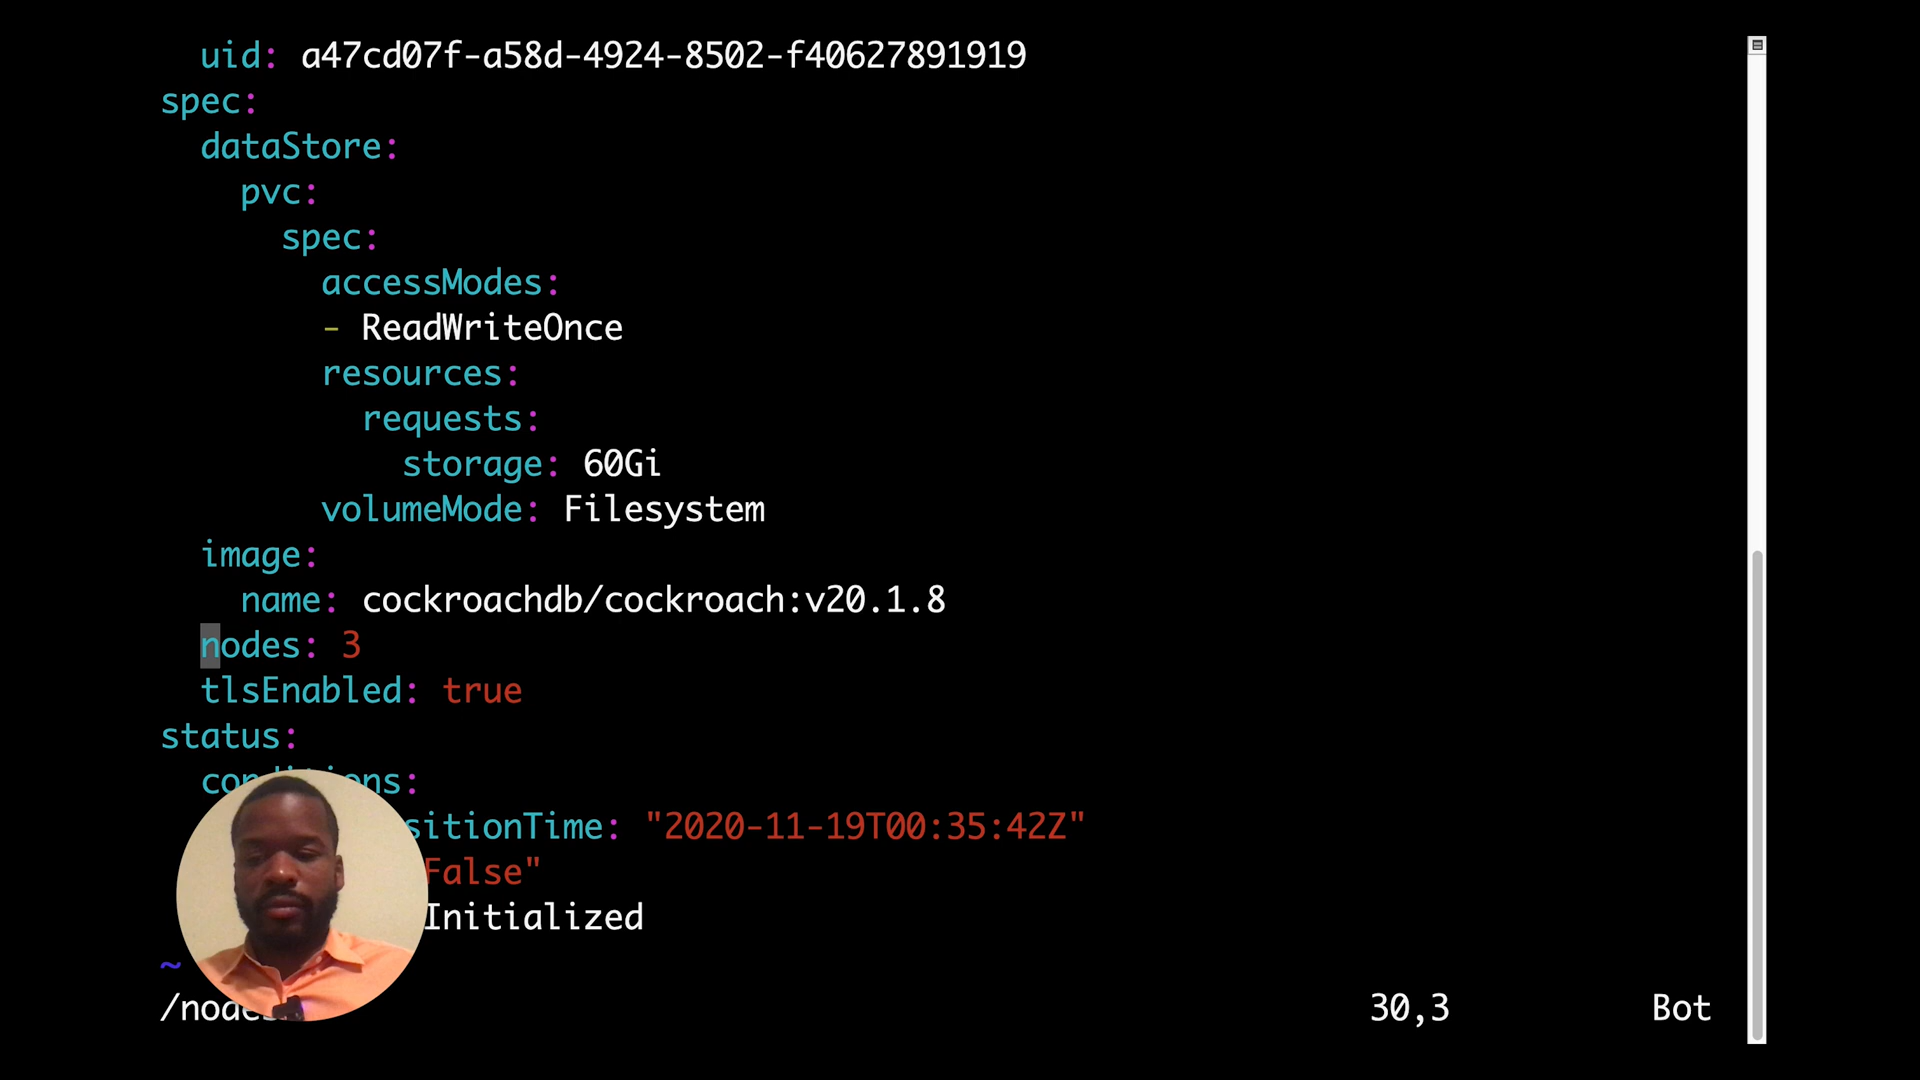 uid: a47cd07f-a58d-4924-8502-f40627891919
spec:
dataStore:
pvc:
spec:
accessModes:
- ReadWriteOnce
resources:
requests:
storage: 60Gi
volumeMode: Filesystem
image:
name: cockroachdb/cockroach:v20.1.8
nodes: 3
tlsEnabled: true
status:
conditions:
sitionTime: "2020-11-19T00:35:42Z"
False"
Initialized
~
/nodes 30,3 Bot